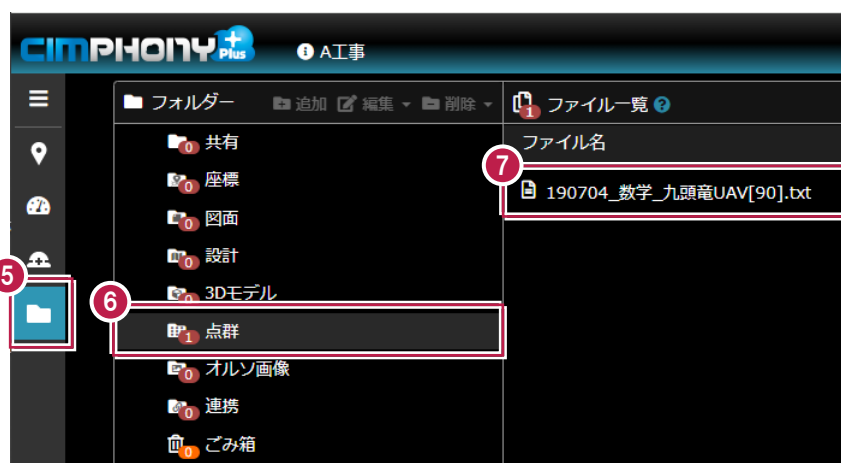 CIMPHONY Plus
A工事
フォルダー 追加 編集 削除
1 ファイル一覧
ファイル名
0 共有
0 座標
0 図面
0 設計
0 3Dモデル
1 点群
0 オルソ画像
0 連携
0 ごみ箱
7
190704_数学_九頭竜UAV[90].txt
5
6